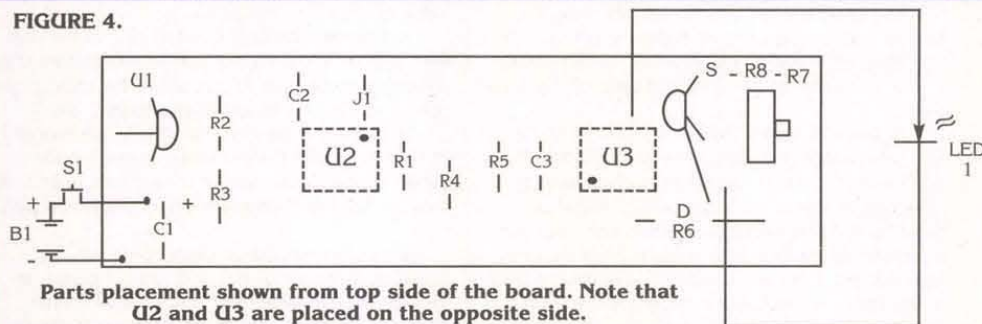 FIGURE 4.
U1
C2
J1
S
- R8 - R7
R2
U2
R1
R5
C3
U3
LED
1
S1
R3
R4
+
+
B1
C1
D
R6
-
Parts placement shown from top side of the board. Note that
U2 and U3 are placed on the opposite side.